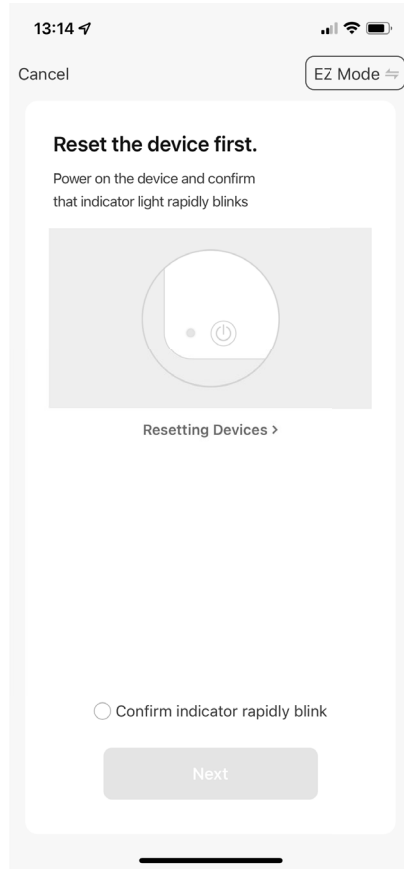 13:14
Cancel
EZ Mode
Reset the device first.
Power on the device and confirm
that indicator light rapidly blinks
Resetting Devices >
Confirm indicator rapidly blink
Next